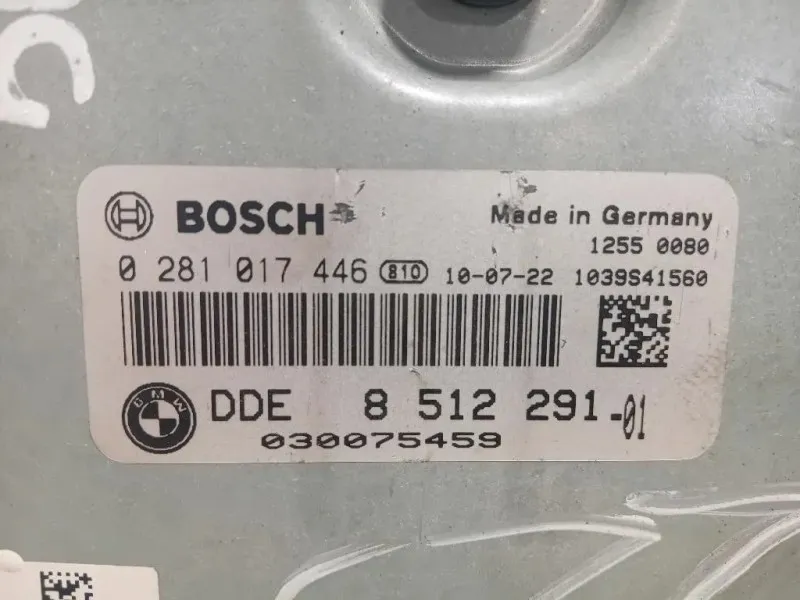 BOSCH
Made in Germany
1255 0080
0 281 017 446 810 10-07-22 1039S41560
BMW DDE 8 512 291-01
030075459